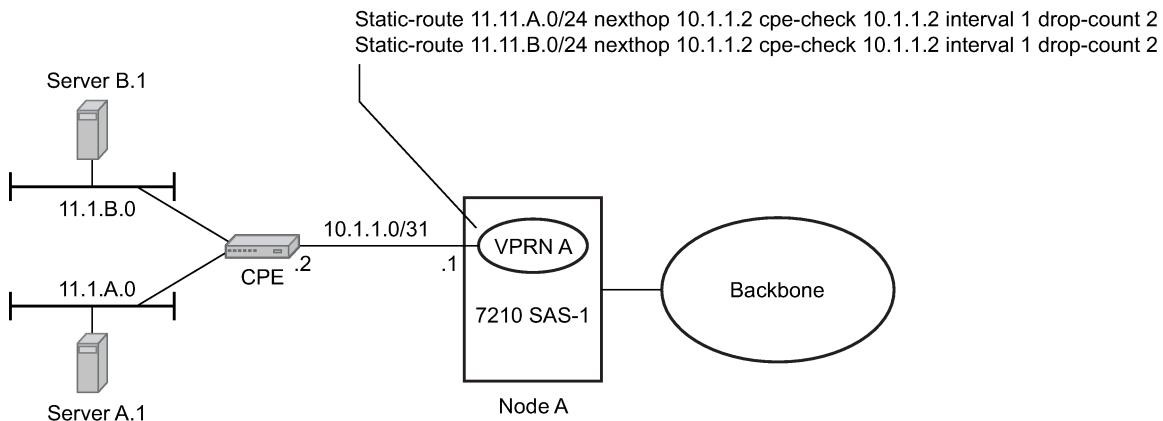 Static-route 11.11.A.0/24 nexthop 10.1.1.2 cpe-check 10.1.1.2 interval 1 drop-count 2
Static-route 11.11.B.0/24 nexthop 10.1.1.2 cpe-check 10.1.1.2 interval 1 drop-count 2
Server B.1
11.1.B.0
10.1.1.0/31
VPRN A
CPE
.2
.1
11.1.A.0
Backbone
7210 SAS-1
Server A.1
Node A